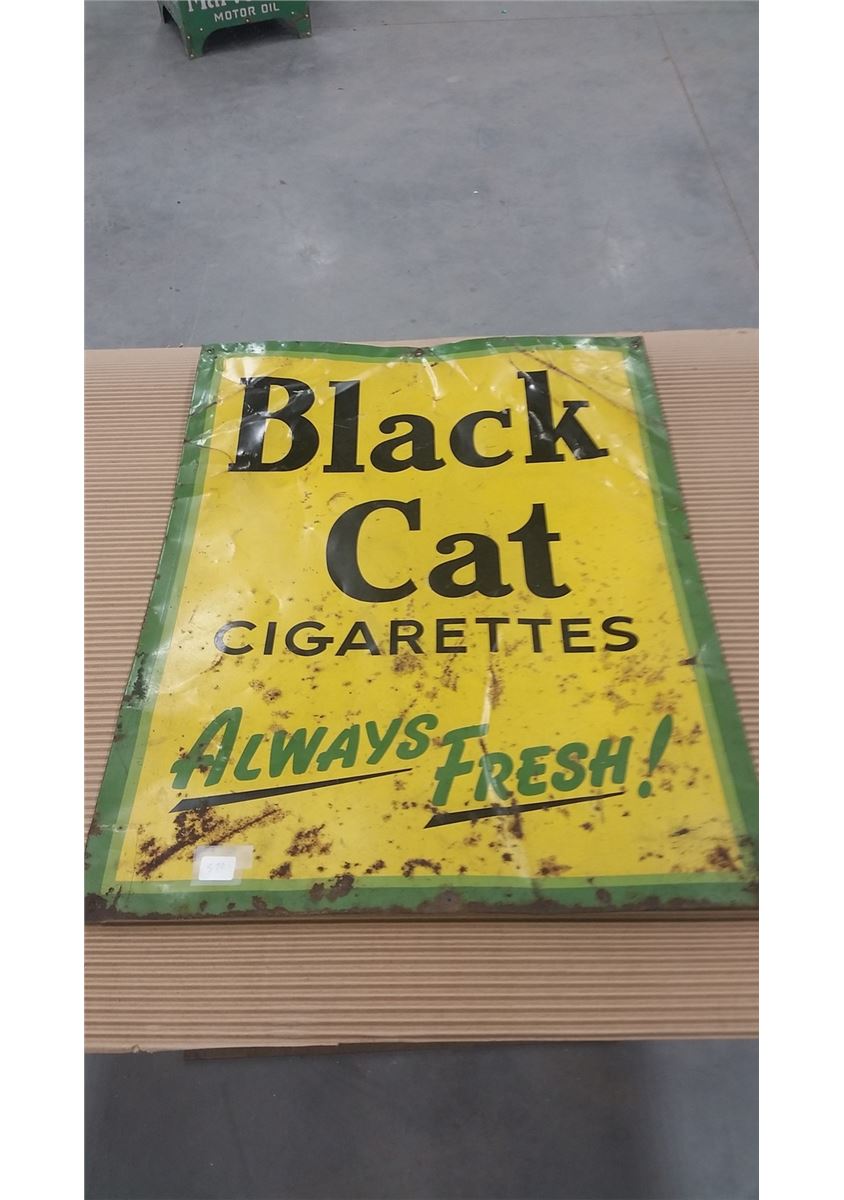 MOTOR OIL
Black
Cat
CIGARETTES
ALWAYS
FRESH!